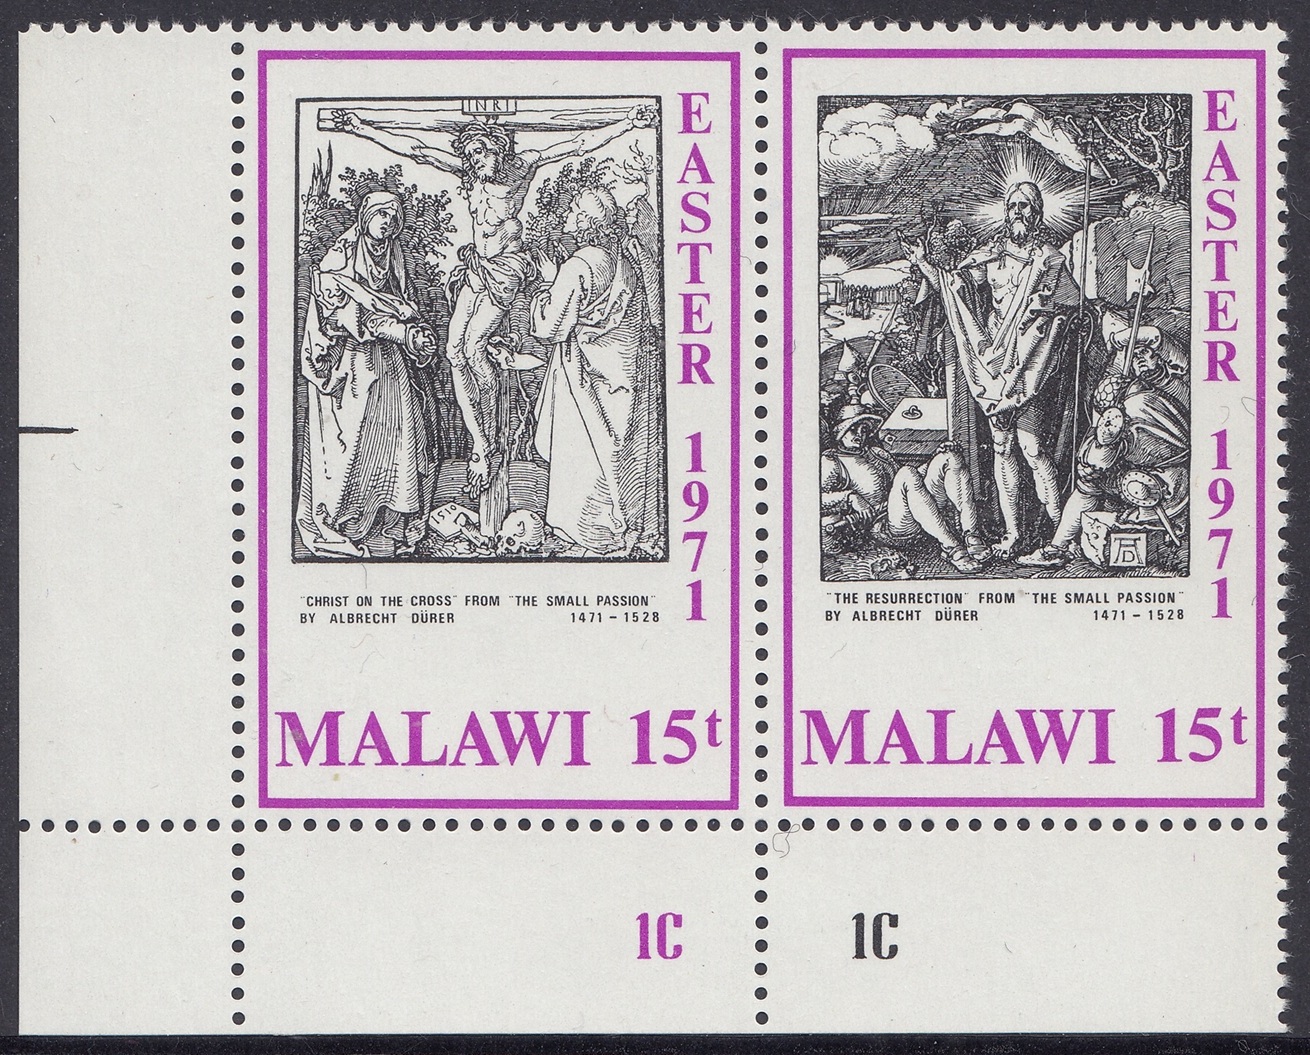 INRI
EASTER 1971
"CHRIST ON THE CROSS" FROM "THE SMALL PASSION"
BY ALBRECHT DÜRER 1471 – 1528
MALAWI 15t
EASTER 1971
AD
"THE RESURRECTION" FROM "THE SMALL PASSION"
BY ALBRECHT DÜRER 1471 – 1528
MALAWI 15t
1C
1C